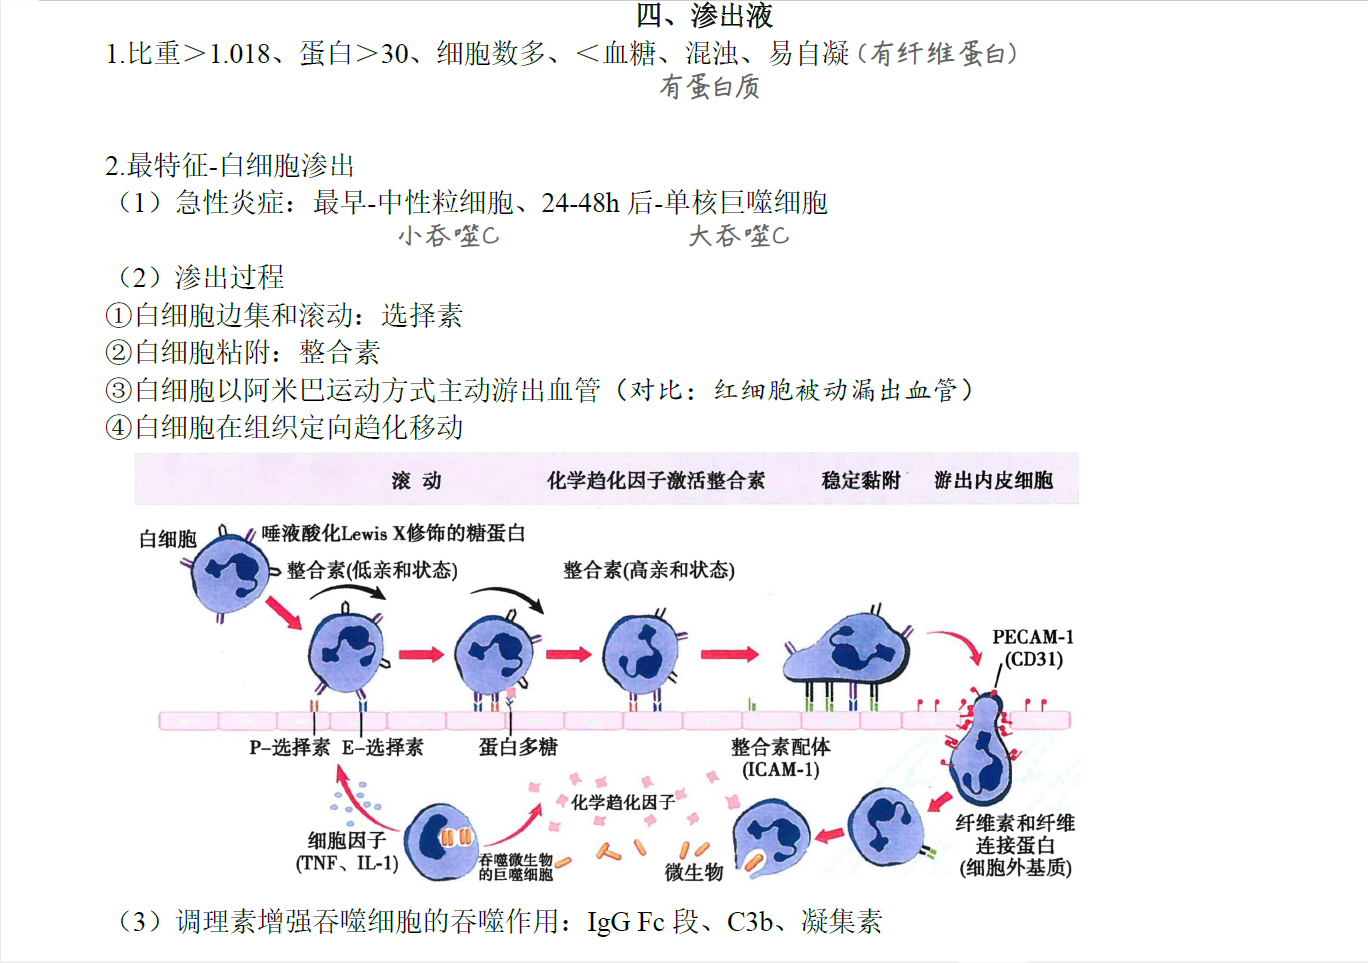 四、渗出液
1.比重＞1.018、蛋白＞30、细胞数多、＜血糖、混浊、易自凝（有纤维蛋白）
有蛋白质
2.最特征-白细胞渗出
（1）急性炎症：最早-中性粒细胞、24-48h 后-单核巨噬细胞
小吞噬C 大吞噬C
（2）渗出过程
①白细胞边集和滚动：选择素
②白细胞粘附：整合素
③白细胞以阿米巴运动方式主动游出血管（对比：红细胞被动漏出血管）
④白细胞在组织定向趋化移动
滚 动 化学趋化因子激活整合素 稳定黏附 游出内皮细胞
白细胞 唾液酸化Lewis X修饰的糖蛋白
整合素(低亲和状态) 整合素(高亲和状态)
PECAM-1
(CD31)
P-选择素 E-选择素 蛋白多糖 整合素配体
(ICAM-1)
化学趋化因子
细胞因子
(TNF、IL-1)
吞噬微生物
的巨噬细胞
微生物
纤维素和纤维
连接蛋白
(细胞外基质)
（3）调理素增强吞噬细胞的吞噬作用：IgG Fc 段、C3b、凝集素